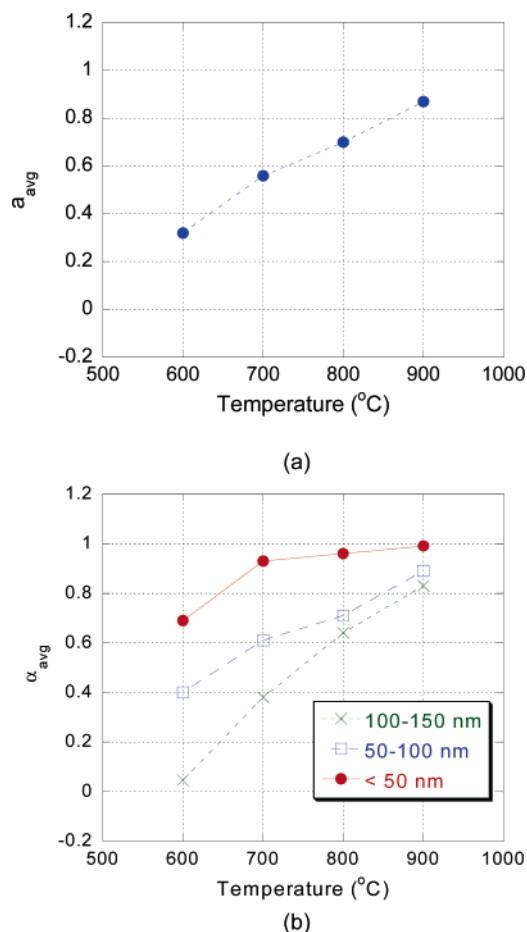 1.2
1
0.8
0.6
0.4
0.2
0
-0.2
a avg
500 600 700 800 900 1000
Temperature (°C)
(a)
1.2
1
0.8
0.6
0.4
0.2
0
-0.2
α avg
100-150 nm
50-100 nm
< 50 nm
500 600 700 800 900 1000
Temperature (°C)
(b)